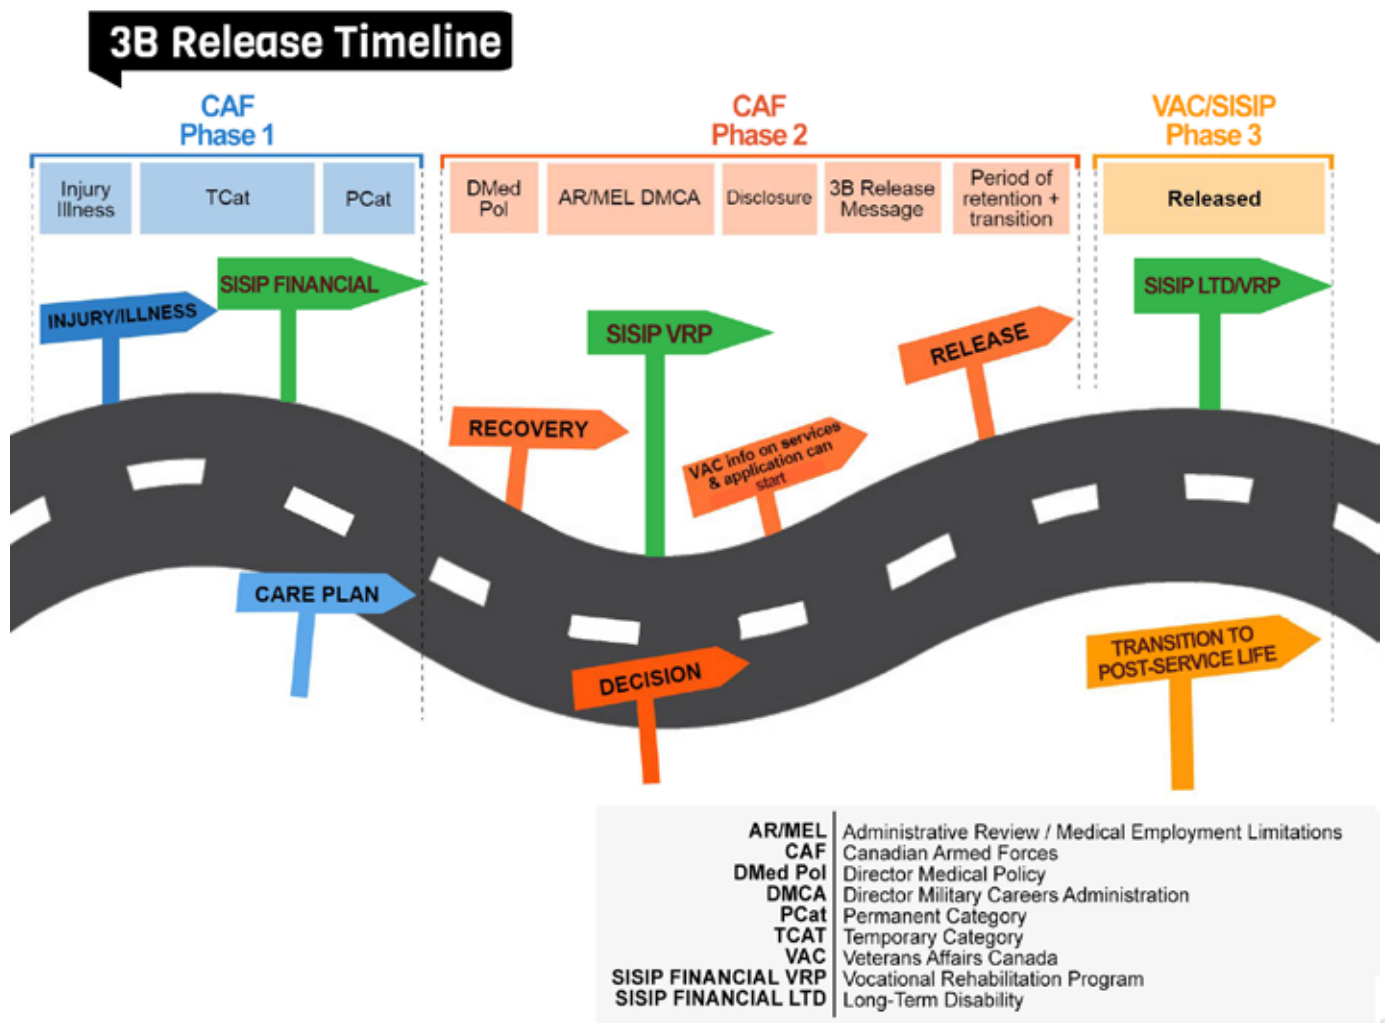 3B Release Timeline
CAF
Phase 1
CAF
Phase 2
VAC/SISIP
Phase 3
Injury
Illness
TCat
PCat
DMed
Pol
AR/MEL DMCA
Disclosure
3B Release
Message
Period of
retention +
transition
Released
INJURY/ILLNESS
SISIP FINANCIAL
SISIP VRP
RELEASE
SISIP LTD/VRP
RECOVERY
VAC info on services
& application can
start
CARE PLAN
DECISION
TRANSITION TO
POST-SERVICE LIFE
AR/MEL Administrative Review / Medical Employment Limitations
CAF Canadian Armed Forces
DMed Pol Director Medical Policy
DMCA Director Military Careers Administration
PCat Permanent Category
TCAT Temporary Category
VAC Veterans Affairs Canada
SISIP FINANCIAL VRP Vocational Rehabilitation Program
SISIP FINANCIAL LTD Long-Term Disability